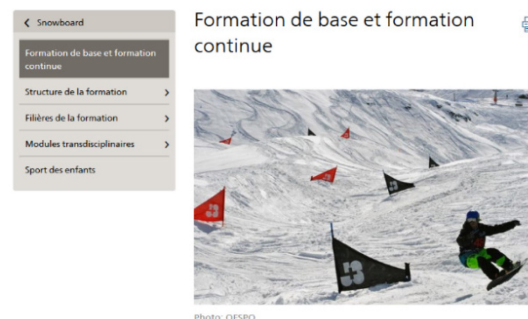 Snowboard
Formation de base et formation
continue
Structure de la formation
Filières de la formation
Modules transdisciplinaires
Sport des enfants
Formation de base et formation
continue
Photo: OFSPO